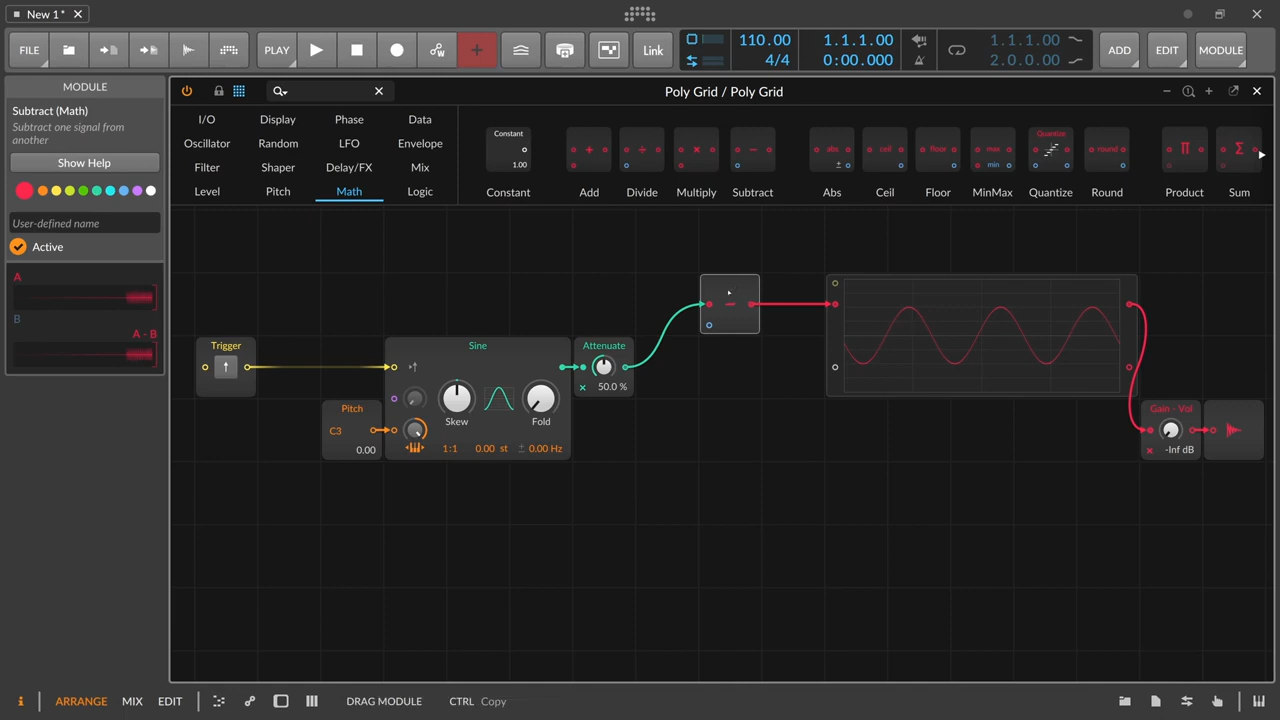 New 1*
FILE
PLAY
Link
110.00
4/4
1.1.1.00
0:00.000
1.1.1.00
2.0.0.00
ADD
EDIT
MODULE
MODULE
Subtract (Math)
Subtract one signal from
another
Show Help
User-defined name
Active
A
B
A - B
Poly Grid / Poly Grid
I/O
Display
Phase
Data
Oscillator
Random
LFO
Envelope
Filter
Shaper
Delay/FX
Mix
Level
Pitch
Math
Logic
Constant
1.00
Constant
Add
Divide
Multiply
Subtract
abs
Abs
ceil
Ceil
floor
Floor
max
min
MinMax
Quantize
Quantize
round
Round
Product
Sum
Trigger
Sine
Attenuate
50.0 %
Skew
Fold
Pitch
C3
0.00
1:1
0.00 st
± 0.00 Hz
Gain - Vol
-Inf dB
i
ARRANGE
MIX
EDIT
DRAG MODULE
CTRL Copy